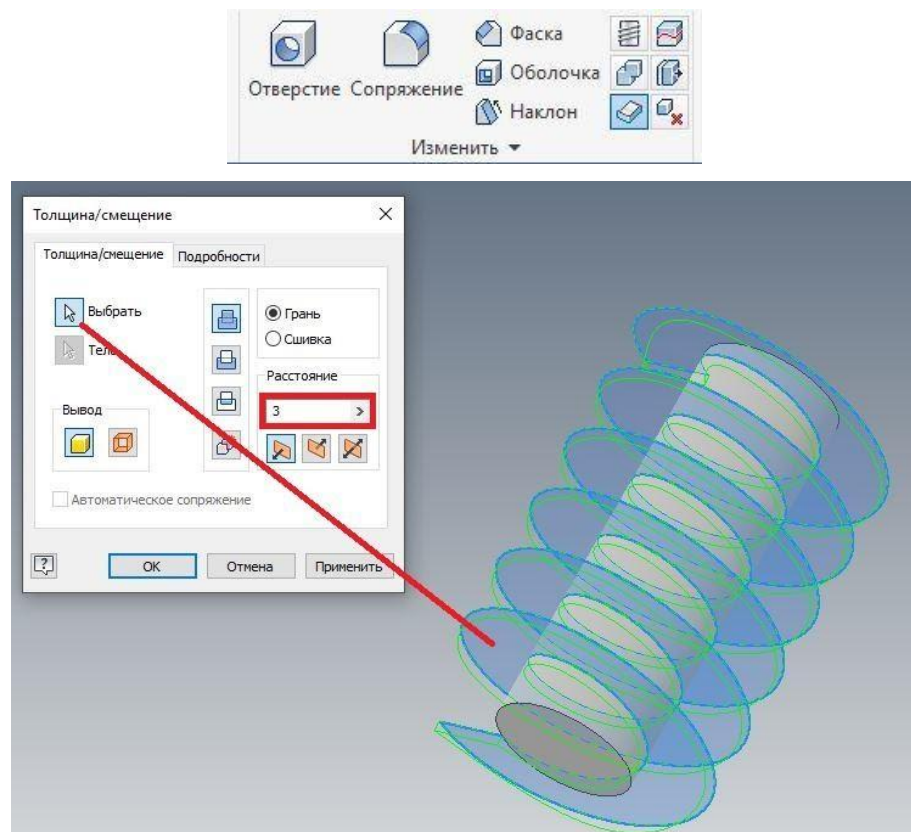 Отверстие Сопряжение
Фаска
Оболочка
Наклон
Изменить
Толщина/смещение
Толщина/смещение Подробности
Выбрать
Грань
Сшивка
Расстояние
3
Вывод
Автоматическое сопряжение
? ОК Отмена Применить